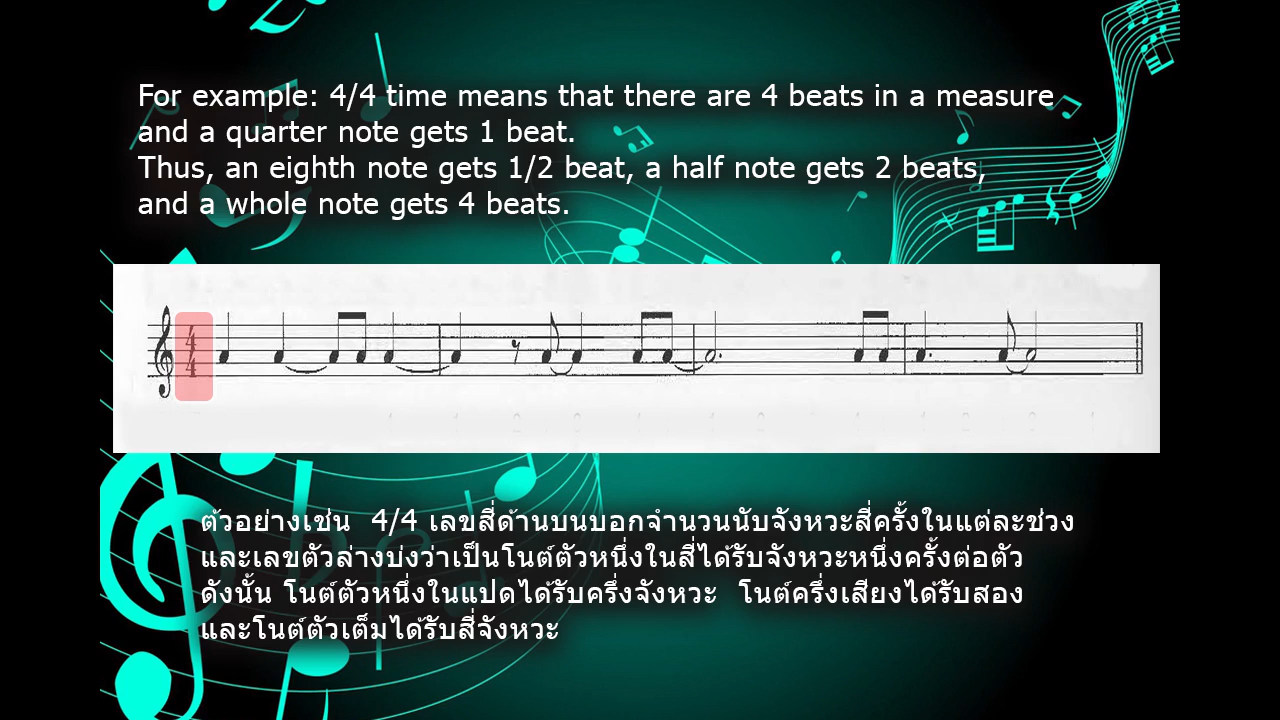 For example: 4/4 time means that there are 4 beats in a measure
and a quarter note gets 1 beat.
Thus, an eighth note gets 1/2 beat, a half note gets 2 beats,
and a whole note gets 4 beats.
4
4
ตัวอย่างเช่น 4/4 เลขสี่ด้านบนบอกจำนวนนับจังหวะสี่ครั้งในแต่ละช่วง
และเลขตัวล่างบ่งว่าเป็นโนต์ตัวหนึ่งในสี่ได้รับจังหวะหนึ่งครั้งต่อตัว
ดังนั้น โนต์ตัวหนึ่งในแปดได้รับครึ่งจังหวะ โนต์ครึ่งเสียงได้รับสอง
และโนต์ตัวเต็มได้รับสี่จังหวะ